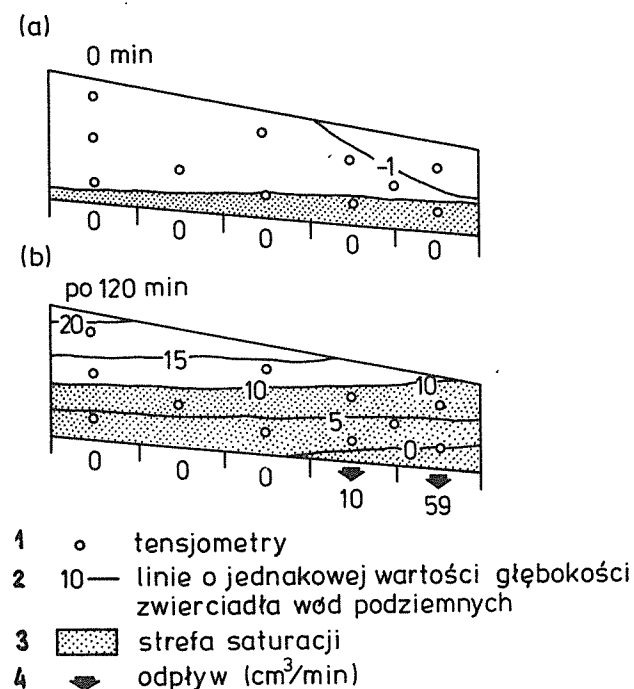 (a)
0 min
-1
0 0 0 0 0
(b)
po 120 min
20
15
10 10
5
0
0 0 0 10 59
1 tensjometry
2 10— linie o jednakowej wartości głębokości
zwierciadła wód podziemnych
3 strefa saturacji
4 odpływ (cm³/min)